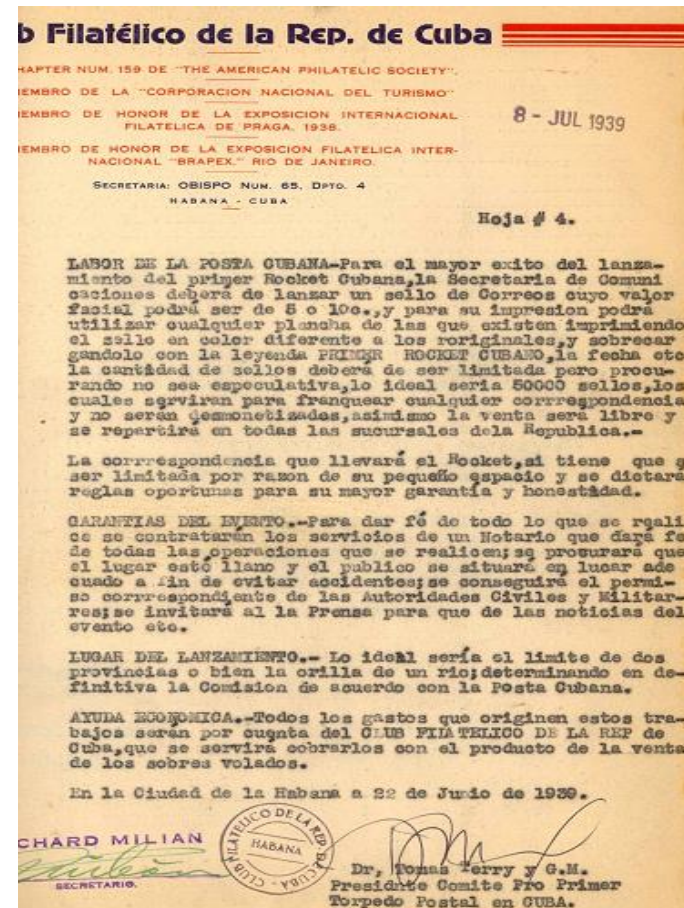 b Filatélico de la Rep. de Cuba
HAPTER NUM. 159 DE "THE AMERICAN PHILATELIC SOCIETY".
IEMBRO DE LA "CORPORACION NACIONAL DEL TURISMO"
IEMBRO DE HONOR DE LA EXPOSICION INTERNACIONAL
FILATELICA DE PRAGA. 1938.
IEMBRO DE HONOR DE LA EXPOSICION FILATELICA INTER-
NACIONAL "BRAPEX." RIO DE JANEIRO.
SECRETARIA: OBISPO NUM. 65, DPTO. 4
HABANA - CUBA
8 - JUL 1939
Hoja # 4.
LABOR DE LA POSTA CUBANA-Para el mayor exito del lanza-
miento del primer Rocket Cubana,la Secretaria de Comuni
caciones deberá de lanzar un sello de Correos cuyo valor
facial podrá ser de 5 o 10c.,y para su impresion podrá
utilizar cualquier plancha de las que existen imprimiendo
el sello en color diferente a los roriginales,y sobrecar
gandolo con la leyenda PRIMER ROCKET CUBANO,la fecha etc
la cantidad de sellos deberá de ser limitada pero procu-
rando no sea especulativa,lo ideal seria 50000 sellos,los
cuales serviran para franquear cualquier corrrespondencia
y no serán desmonetizados,asimismo la venta será libre y
se repartirá en todas las sucursales dela Republica.-
La corrrespondencia que llevará el Rocket,si tiene que q
ser limitada por razon de su pequeño espacio y se dictara
reglas oportunas para su mayor garantía y honestidad.
GARANTIAS DEL EVENTO.-Para dar fé de todo lo que se reali
ce se contratarán los servicios de un Notario que dará fe
de todas las operaciones que se realicen;se procurará que
el lugar esté llano y el publico se situará en lugar ade
cuado a fin de evitar accidentes;se conseguirá el permi-
so corrrespondiente de las Autoridades Civiles y Militar-
res;se invitará al la Prensa para que de las noticias del
evento etc.
LUGAR DEL LANZAMIENTO.- Lo ideal sería el limite de dos
provincias o bien la orilla de un rio;determinando en de-
finitiva la Comision de acuerdo con la Posta Cubana.
AYUDA ECONOMICA.-Todos los gastos que originen estos tra-
bajos serán por cuenta del CLUB FILATELICO DE LA REP de
Cuba,que se servirá cobrarlos con el producto de la venta
de los sobres volados.
En la Ciudad de la Habana a 22 de Junio de 1939.
CHARD MILIAN
SECRETARIO.
CLUB FILATELICO DE LA REP DE CUBA
HABANA
Dr, Tomas Terry y G.M.
Presidnte Comite Pro Primer
Torpedo Postal en CUBA.